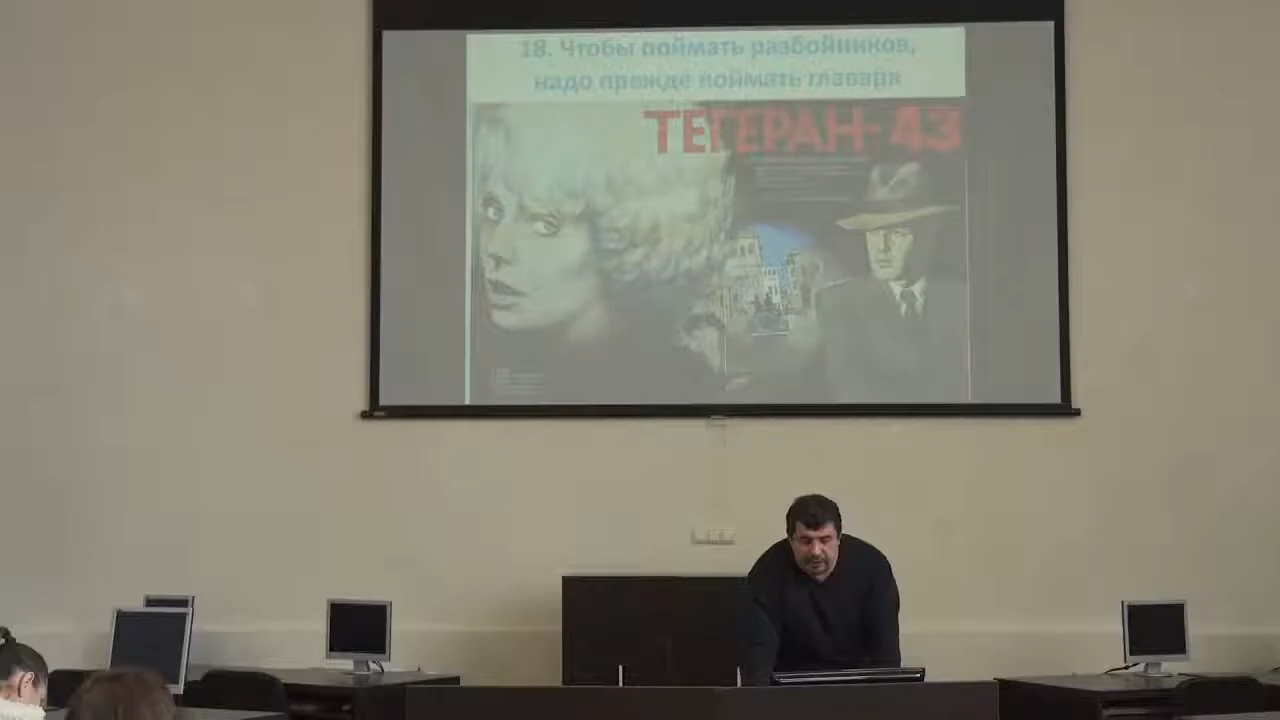 18. Чтобы поймать разбойников,
надо прежде поймать главаря
ТЕГЕРАН-43